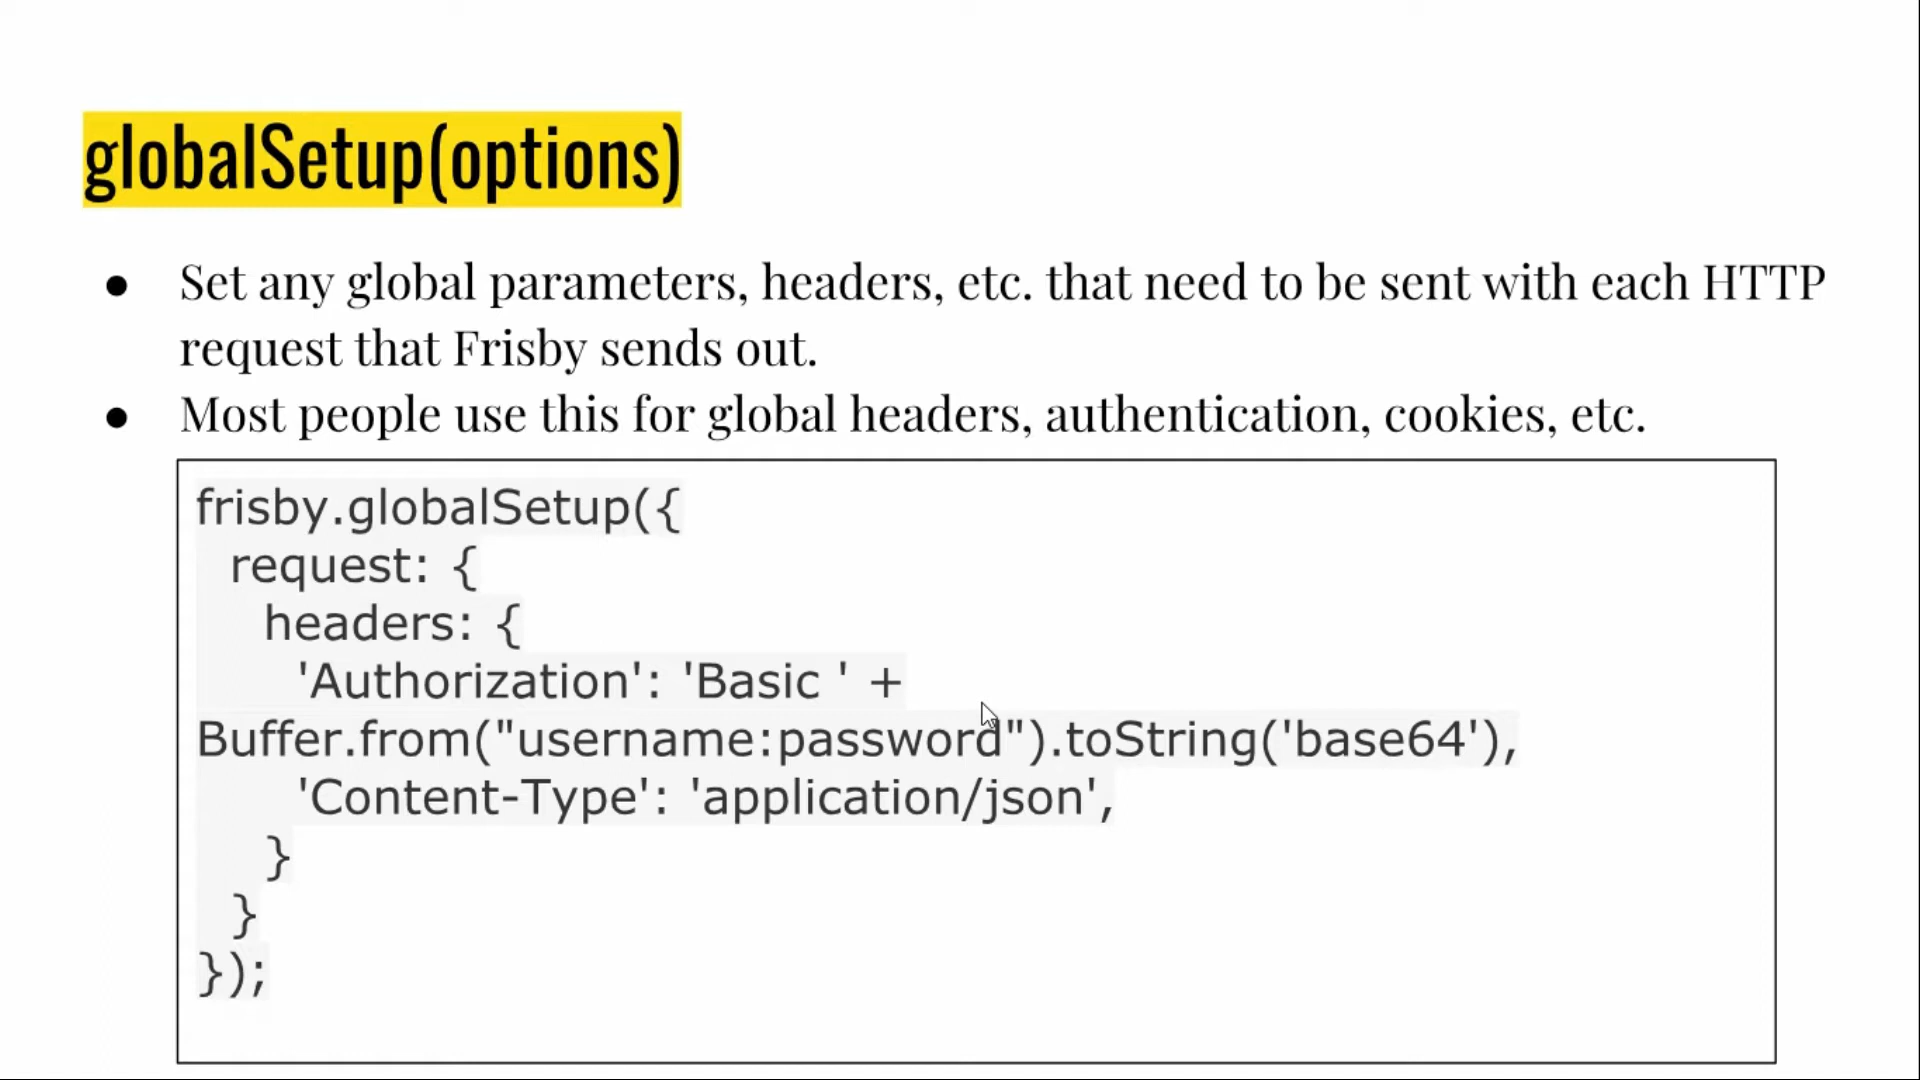 globalSetup(options)
● Set any global parameters, headers, etc. that need to be sent with each HTTP
request that Frisby sends out.
● Most people use this for global headers, authentication, cookies, etc.
frisby.globalSetup({
  request: {
    headers: {
      'Authorization': 'Basic ' +
Buffer.from("username:password").toString('base64'),
      'Content-Type': 'application/json',
    }
  }
});